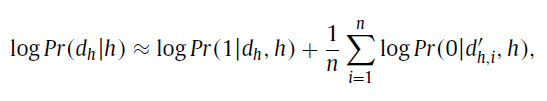 log Pr(d_h|h) ≈ log Pr(1|d_h, h) + \frac{1}{n} \sum_{i=1}^{n} log Pr(0|d'_{h,i}, h),